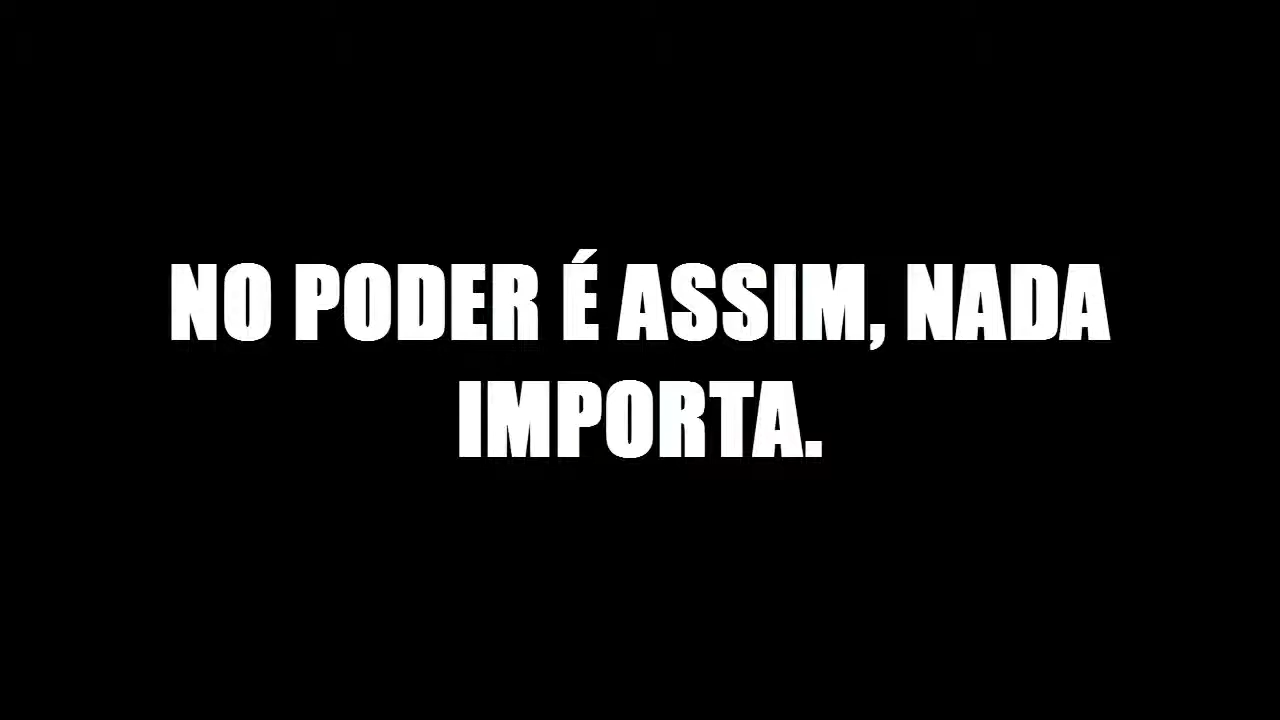 NO PODER É ASSIM, NADA
IMPORTA.